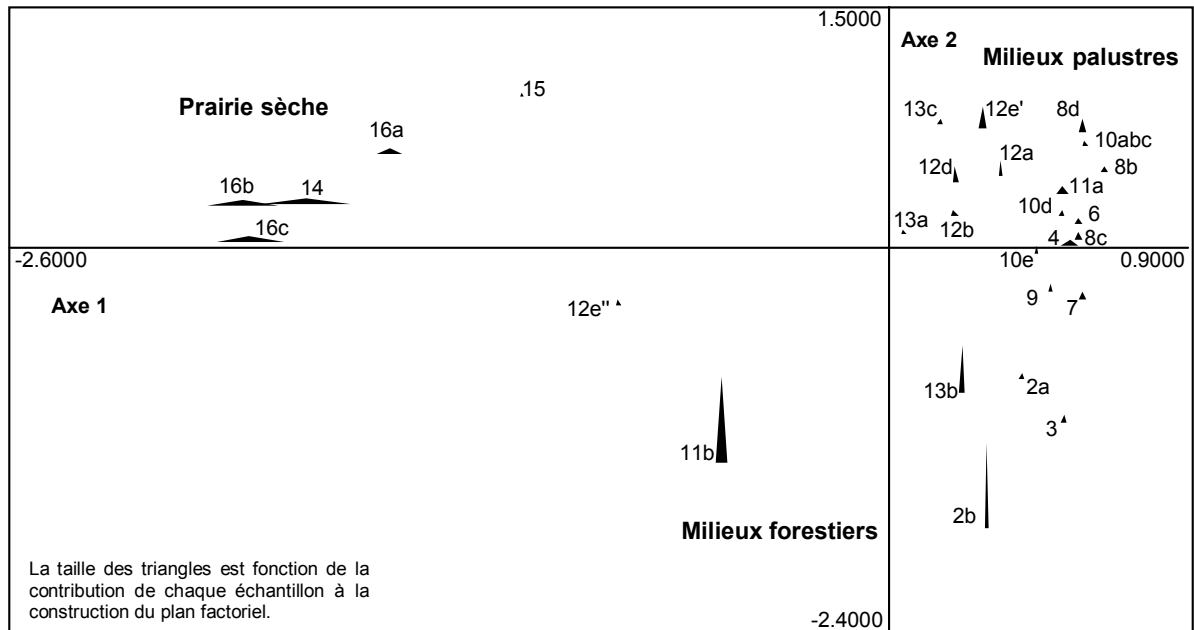 1.5000
Axe 2
Milieux palustres
Prairie sèche
15
13c
12e'
8d
16a
10abc
12d
12a
8b
16b
14
11a
10d
6
16c
13a
12b
4
8c
-2.6000
10e
0.9000
Axe 1
12e''
9
7
13b
2a
3
11b
2b
Milieux forestiers
La taille des triangles est fonction de la
contribution de chaque échantillon à la
construction du plan factoriel.
-2.4000